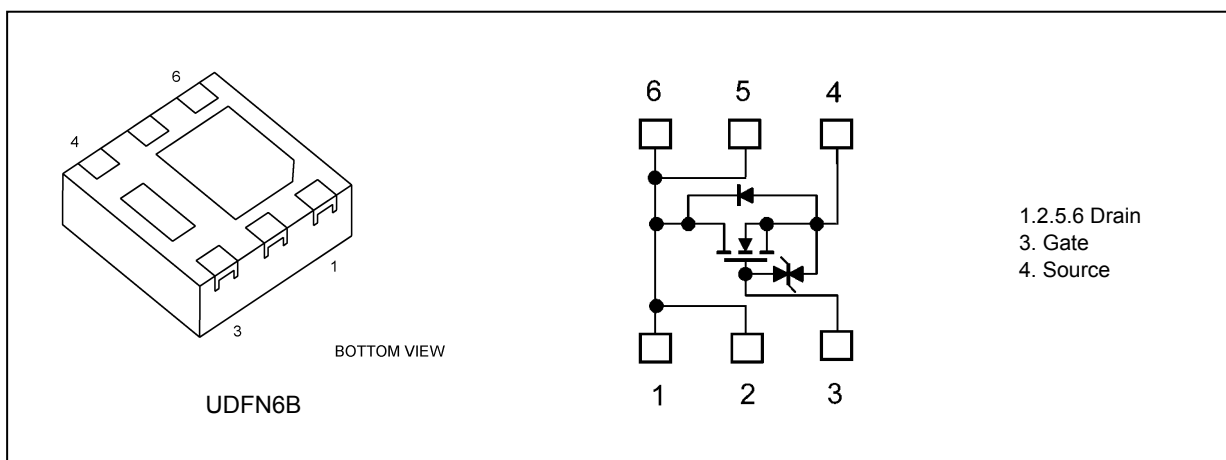 6
4
1
3
BOTTOM VIEW
UDFN6B
6 5 4
1 2 3
1.2.5.6 Drain
3. Gate
4. Source